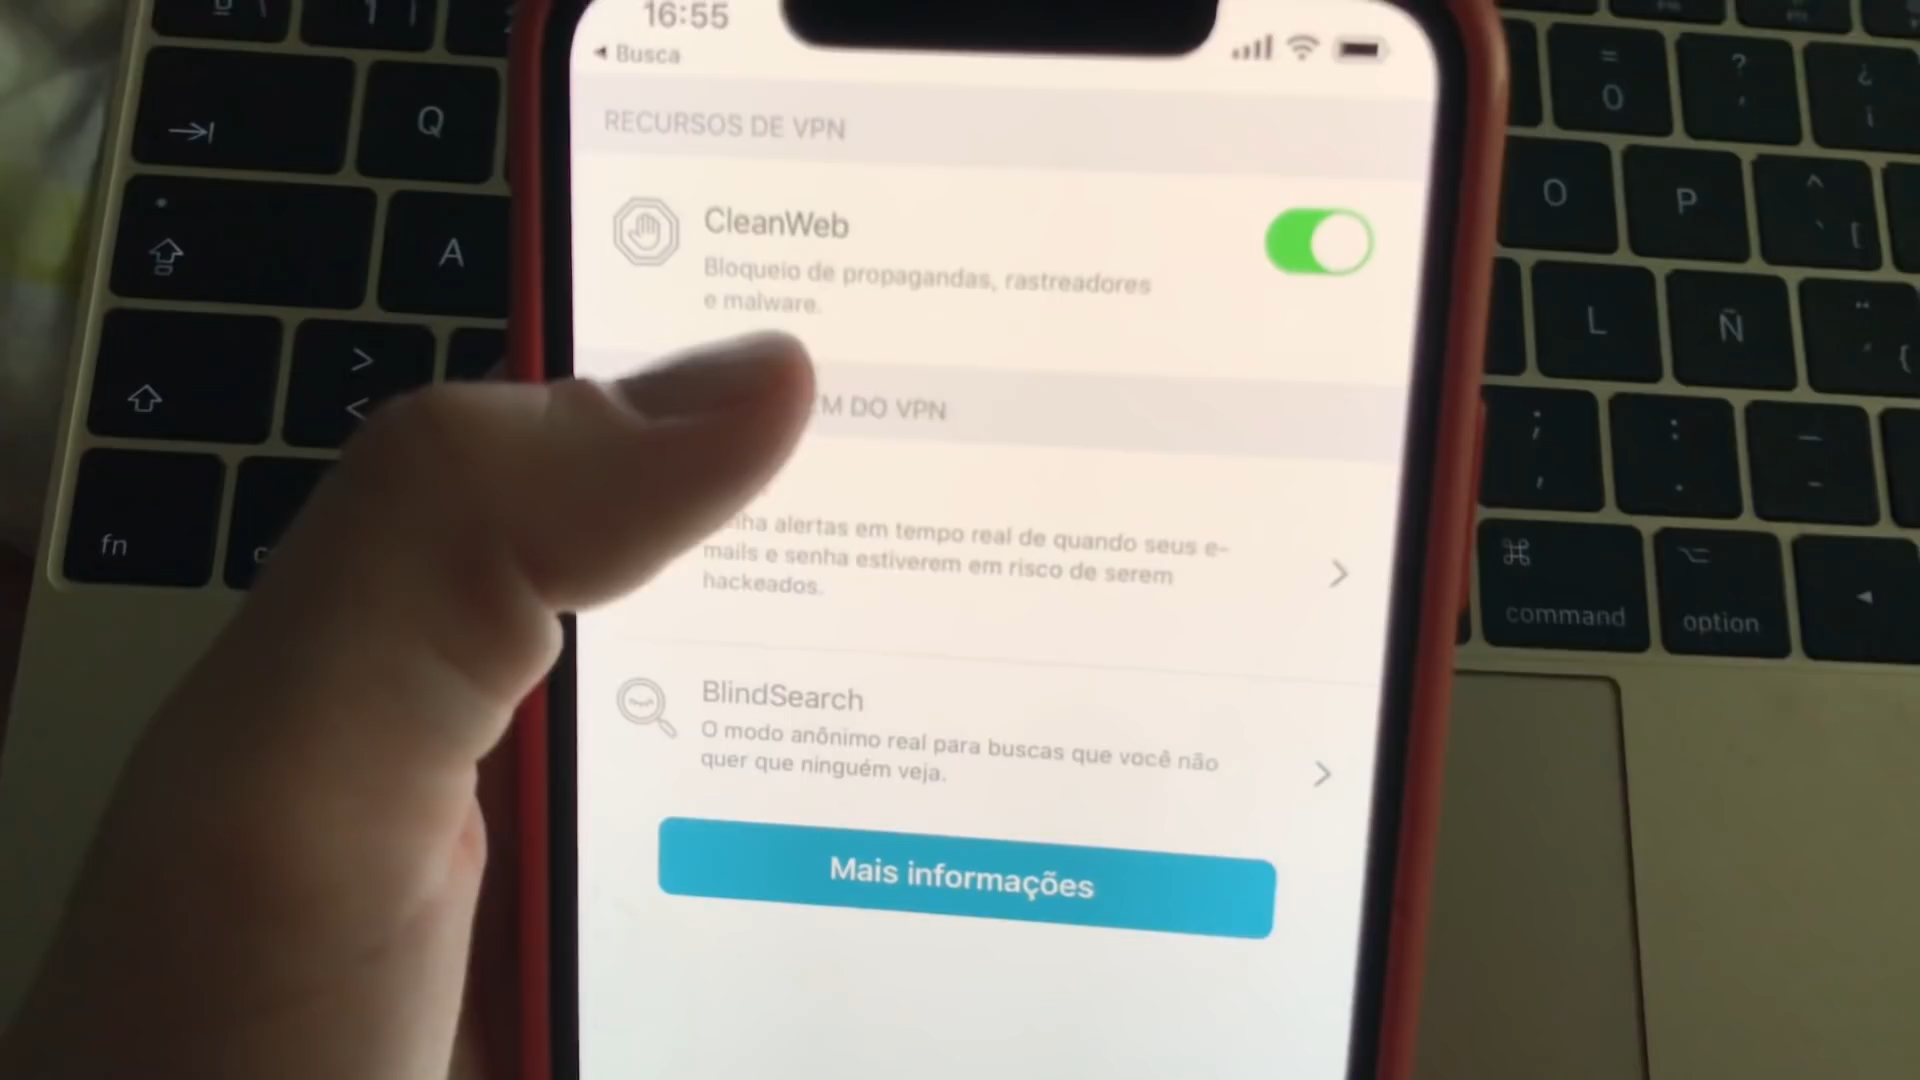 16:55
Busca
RECURSOS DE VPN
CleanWeb
Bloqueio de propagandas, rastreadores
e malware.
DO VPN
alertas em tempo real de quando seus e-
mails e senha estiverem em risco de serem
hackeados.
BlindSearch
O modo anônimo real para buscas que você não
quer que ninguém veja.
Mais informações
Q
A
>
<
fn
=
0
?
'
¿
¡
O
P
^
` [
L
Ñ
¨
´ {
;
,
:
.
_
-
command
option